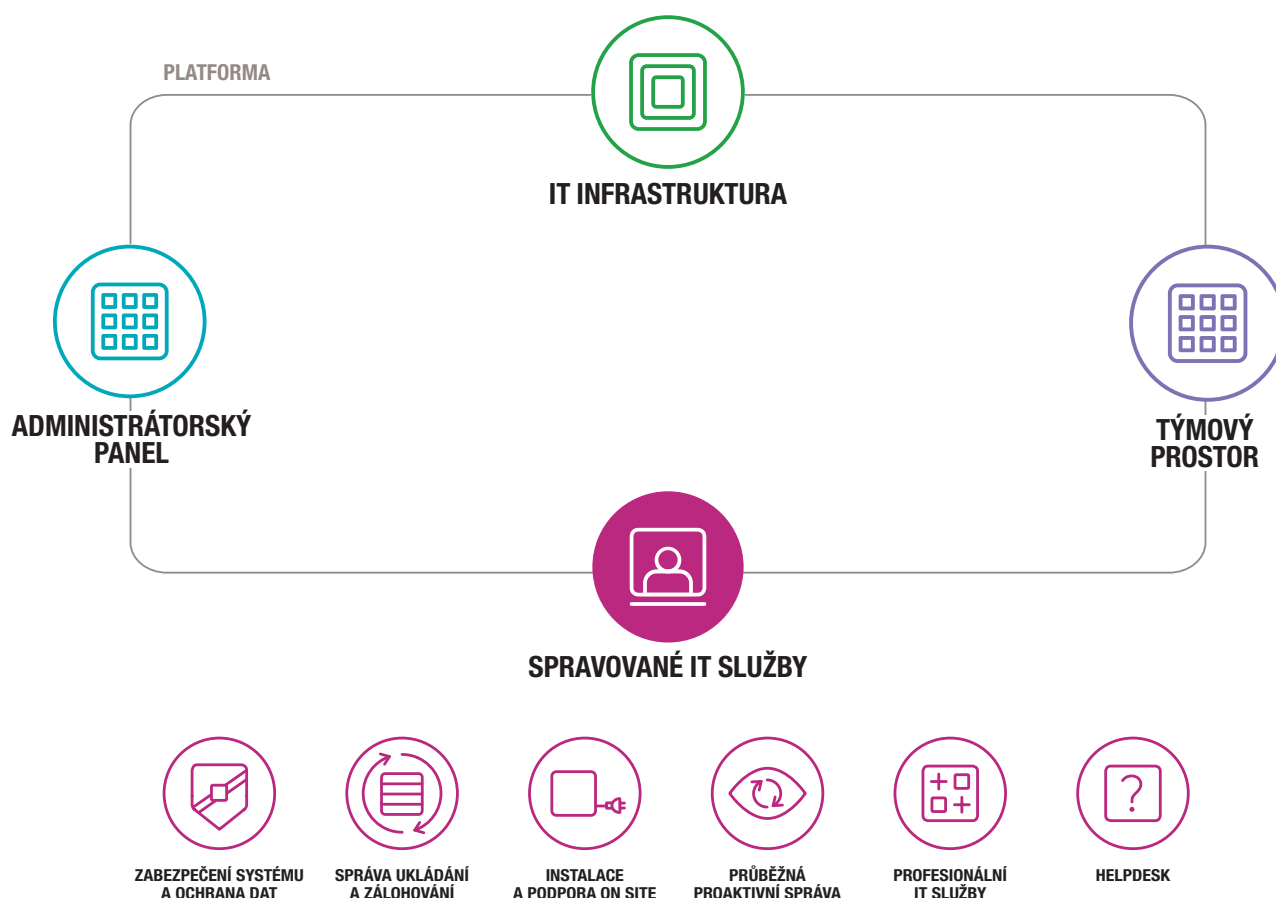 PLATFORMA
IT INFRASTRUKTURA
ADMINISTRÁTORSKÝ
PANEL
TÝMOVÝ
PROSTOR
SPRAVOVANÉ IT SLUŽBY
ZABEZPEČENÍ SYSTÉMU
A OCHRANA DAT
SPRÁVA UKLÁDÁNÍ
A ZÁLOHOVÁNÍ
INSTALACE
A PODPORA ON SITE
PRŮBĚŽNÁ
PROAKTIVNÍ SPRÁVA
PROFESIONÁLNÍ
IT SLUŽBY
?
HELPDESK